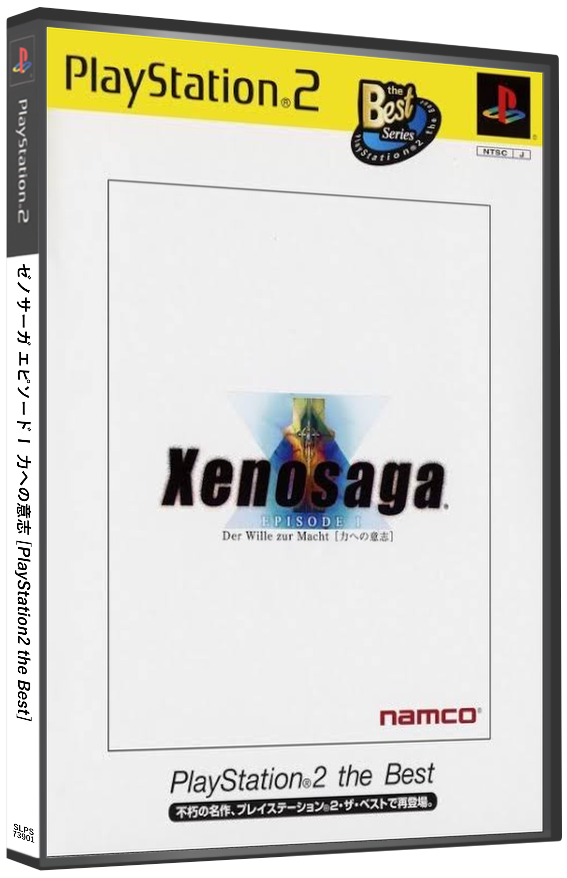 PlayStation®2
the
Best
Series
PlayStation®2 the Best
NTSC J
Xenosaga
EPISODE I
Der Wille zur Macht [力への意志]
namco®
PlayStation®2 the Best
不朽の名作、プレイステーション®2・ザ・ベストで再登場。
PlayStation®2
ゼノサーガ エピソード I 力への意志 [PlayStation2 the Best]
SLPS
73901